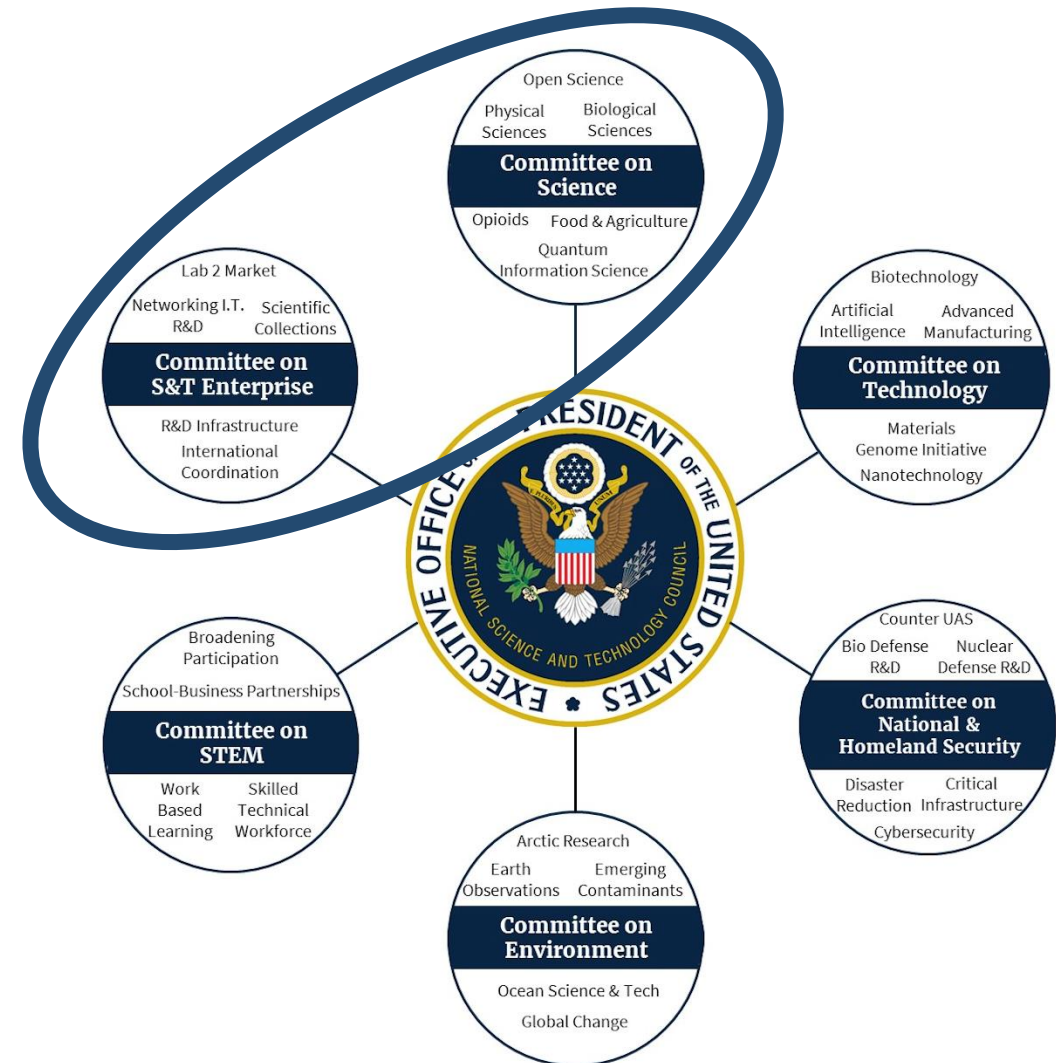 Open Science
Physical
Sciences
Biological
Sciences
Committee on
Science
Opioids
Food & Agriculture
Quantum
Information Science
Lab 2 Market
Networking I.T.
R&D
Scientific
Collections
Committee on
S&T Enterprise
R&D Infrastructure
International
Coordination
Biotechnology
Artificial
Intelligence
Advanced
Manufacturing
Committee on
Technology
Materials
Genome Initiative
Nanotechnology
EXECUTIVE OFFICE PRESIDENT OF THE UNITED STATES
NATIONAL SCIENCE AND TECHNOLOGY COUNCIL
Broadening
Participation
School-Business Partnerships
Committee on
STEM
Work
Based
Learning
Skilled
Technical
Workforce
Counter UAS
Bio Defense
R&D
Nuclear
Defense R&D
Committee on
National &
Homeland Security
Disaster
Reduction
Critical
Infrastructure
Cybersecurity
Arctic Research
Earth
Observations
Emerging
Contaminants
Committee on
Environment
Ocean Science & Tech
Global Change